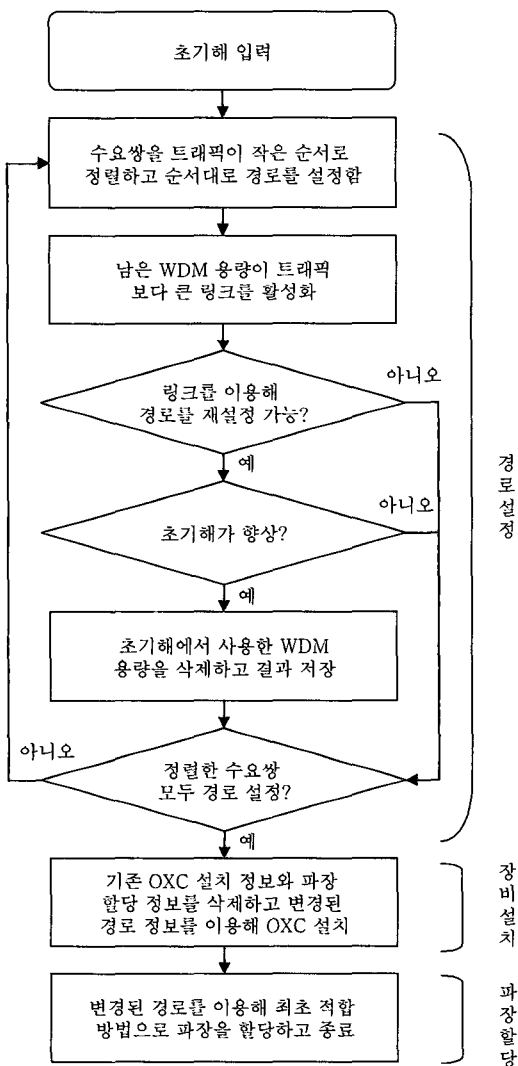 초기해 입력
수요쌍을 트래픽이 작은 순서로
정렬하고 순서대로 경로를 설정함
남은 WDM 용량이 트래픽
보다 큰 링크를 활성화
링크를 이용해
경로를 재설정 가능?
아니오
예
초기해가 향상?
아니오
예
초기해에서 사용한 WDM
용량을 삭제하고 결과 저장
정렬한 수요쌍
모두 경로 설정?
아니오
예
경로설정
기존 OXC 설치 정보와 파장
할당 정보를 삭제하고 변경된
경로 정보를 이용해 OXC 설치
장비설치
변경된 경로를 이용해 최초 적합
방법으로 파장을 할당하고 종료
파장할당